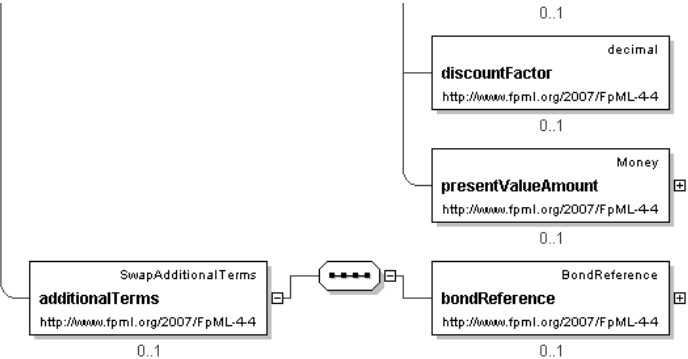 0..1
decimal
discountFactor
http://www.fpml.org/2007/FpML-4-4
0..1
Money
presentValueAmount
http://www.fpml.org/2007/FpML-4-4
0..1
SwapAdditionalTerms
additionalTerms
http://www.fpml.org/2007/FpML-4-4
0..1
BondReference
bondReference
http://www.fpml.org/2007/FpML-4-4
0..1